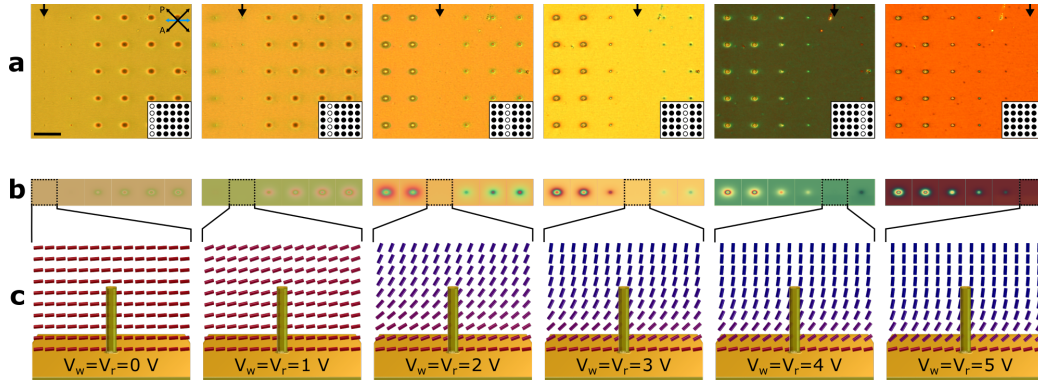 a
P
A
b
c
V_w=V_r=0 V
V_w=V_r=1 V
V_w=V_r=2 V
V_w=V_r=3 V
V_w=V_r=4 V
V_w=V_r=5 V